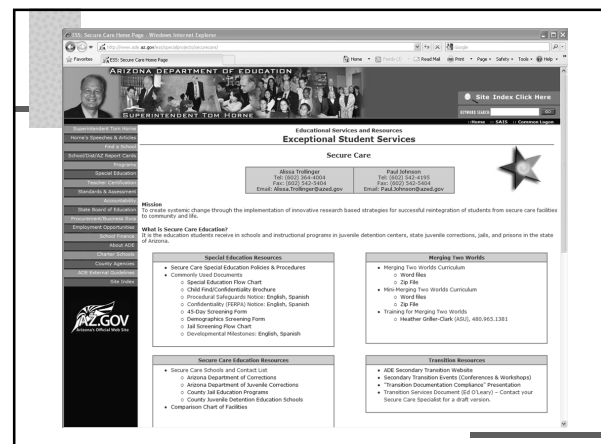 ESS: Secure Care Home Page - Windows Internet Explorer
http://www.ade.az.gov/ess/specialprojects/securecare/
Google
Favorites
ESS: Secure Care Home Page
Home
Read Mail
Print
Page
Safety
Tools
Help
ARIZONA DEPARTMENT OF EDUCATION
SUPERINTENDENT TOM HORNE
Site Index Click Here
KEYWORD SEARCH
GO
::Home :: SAIS :: Common Logon
Superintendent Tom Horne
Horne's Speeches & Articles
Find a School
School/Dist/AZ Report Cards
Programs
Special Education
Teacher Certification
Standards & Assessment
Accountability
State Board of Education
Procurement/Business Svcs
Employment Opportunities
School Finance
About ADE
Charter Schools
County Agencies
ADE External Guidelines
Site Index
AZ.GOV
Arizona's Official Web Site
Educational Services and Resources
Exceptional Student Services
Secure Care
Alissa Trollinger
Tel: (602) 364-4004
Fax: (602) 542-5404
Email: Alissa.Trollinger@azed.gov
Paul Johnson
Tel: (602) 542-4195
Fax: (602) 542-5404
Email: Paul.Johnson@azed.gov
Mission
To create systemic change through the implementation of innovative research based strategies for successful reintegration of students from secure care facilities
to community and life.
What is Secure Care Education?
It is the education students receive in schools and instructional programs in juvenile detention centers, state juvenile corrections, jails, and prisons in the state
of Arizona.
Special Education Resources
• Secure Care Special Education Policies & Procedures
• Commonly Used Documents
o Special Education Flow Chart
o Child Find/Confidentiality Brochure
o Procedural Safeguards Notice: English, Spanish
o Confidentiality (FERPA) Notice: English, Spanish
o 45-Day Screening Form
o Demographics Screening Form
o Jail Screening Flow Chart
o Developmental Milestones: English, Spanish
Merging Two Worlds
• Merging Two Worlds Curriculum
o Word files
o Zip File
• Mini-Merging Two Worlds Curriculum
o Word files
o Zip File
• Training for Merging Two Worlds
o Heather Griller-Clark (ASU), 480.965.1381
Secure Care Education Resources
• Secure Care Schools and Contact List
o Arizona Department of Corrections
o Arizona Department of Juvenile Corrections
o County Jail Education Programs
o County Juvenile Detention Education Schools
• Comparison Chart of Facilities
Transition Resources
• ADE Secondary Transition Website
• Secondary Transition Events (Conferences & Workshops)
• "Transition Documentation Compliance" Presentation
• Transition Services Document (Ed O'Leary) – Contact your
Secure Care Specialist for a draft version.